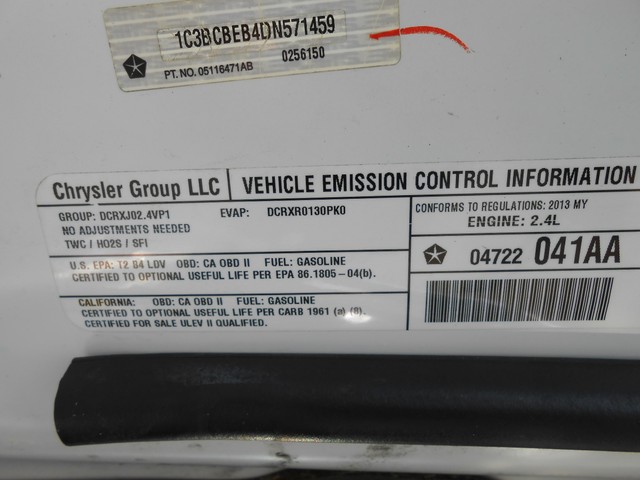 1C3BCBEB4DN571459
0256150
PT. NO. 05116471AB
Chrysler Group LLC VEHICLE EMISSION CONTROL INFORMATION
GROUP: DCRXJ02.4VP1 EVAP: DCRXR0130PK0
NO ADJUSTMENTS NEEDED
TWC / HO2S / SFI
CONFORMS TO REGULATIONS: 2013 MY
ENGINE: 2.4L
04722 041AA
U.S. EPA: T2 B4 LDV OBD: CA OBD II FUEL: GASOLINE
CERTIFIED TO OPTIONAL USEFUL LIFE PER EPA 86.1805-04(b).
CALIFORNIA: OBD: CA OBD II FUEL: GASOLINE
CERTIFIED TO OPTIONAL USEFUL LIFE PER CARB 1961 (a) (8).
CERTIFIED FOR SALE ULEV II QUALIFIED.